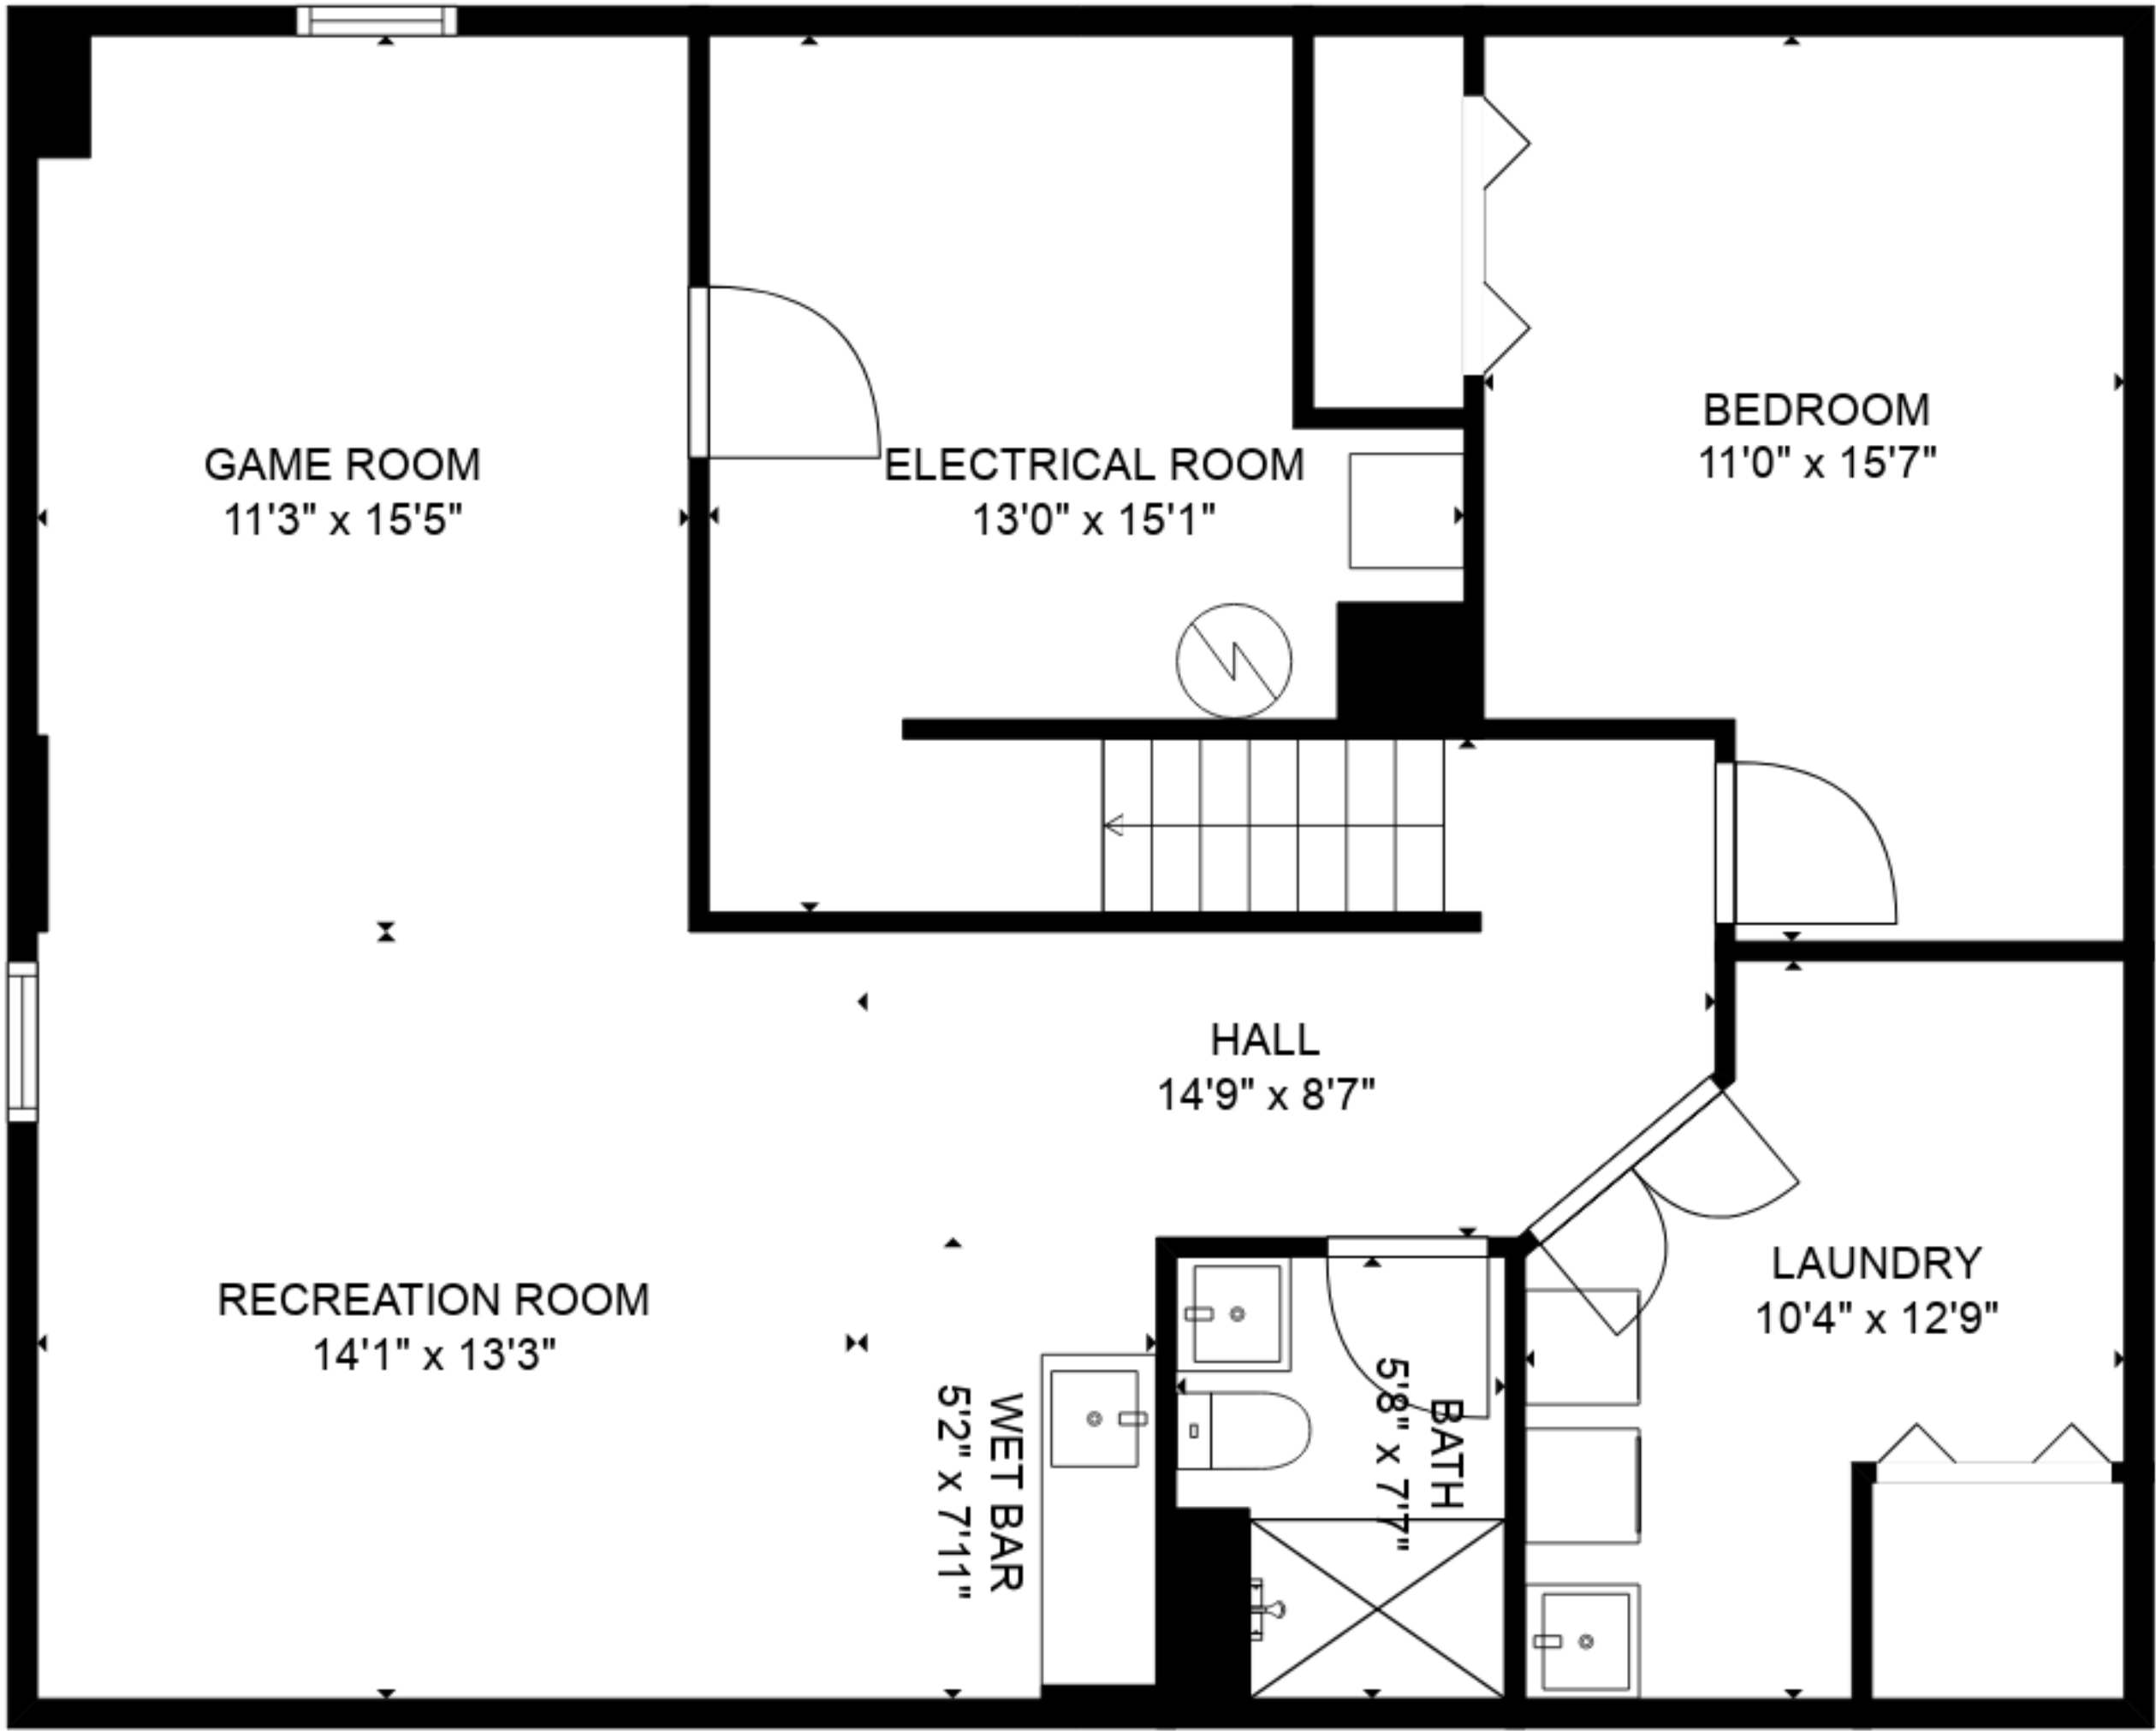 GAME ROOM
11'3" x 15'5"
ELECTRICAL ROOM
13'0" x 15'1"
BEDROOM
11'0" x 15'7"
HALL
14'9" x 8'7"
RECREATION ROOM
14'1" x 13'3"
WET BAR
5'2" x 7'11"
BATH
5'8" x 7'7"
LAUNDRY
10'4" x 12'9"